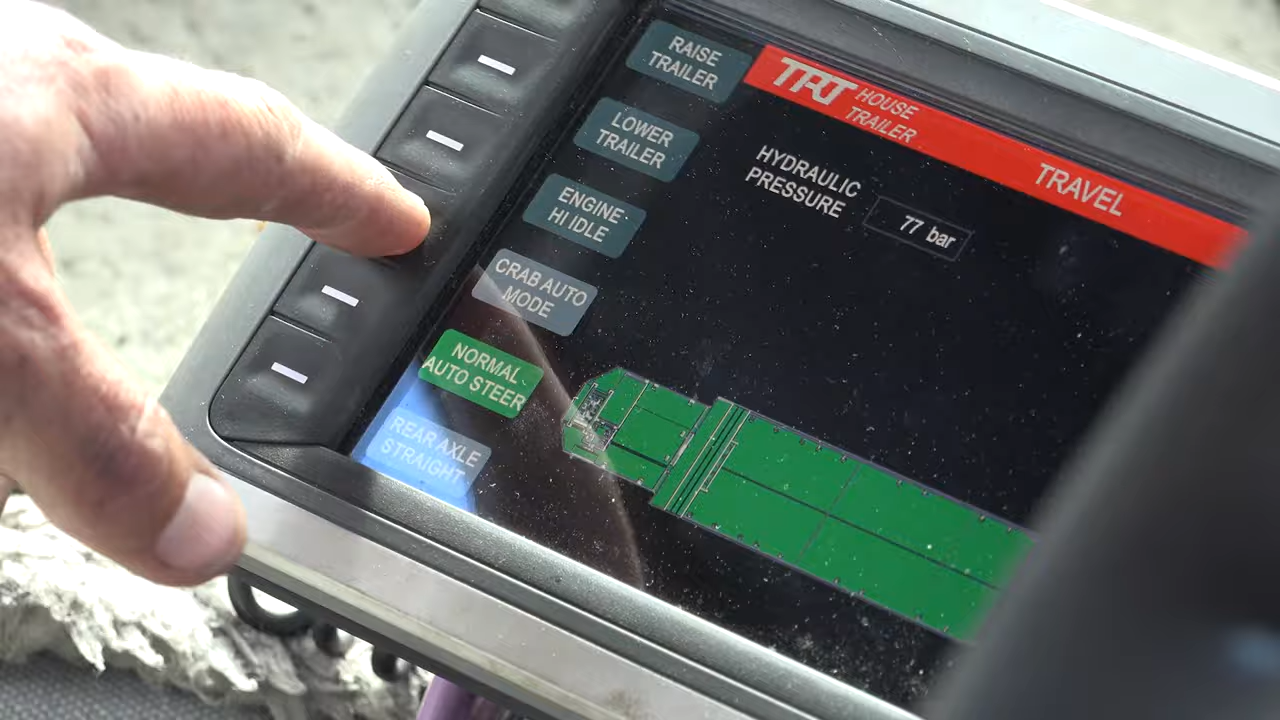 RAISE
TRAILER
LOWER
TRAILER
ENGINE
HI IDLE
CRAB AUTO
MODE
NORMAL
AUTO STEER
REAR AXLE
STRAIGHT
TRT HOUSE
TRAILER
TRAVEL
HYDRAULIC
PRESSURE
77 bar